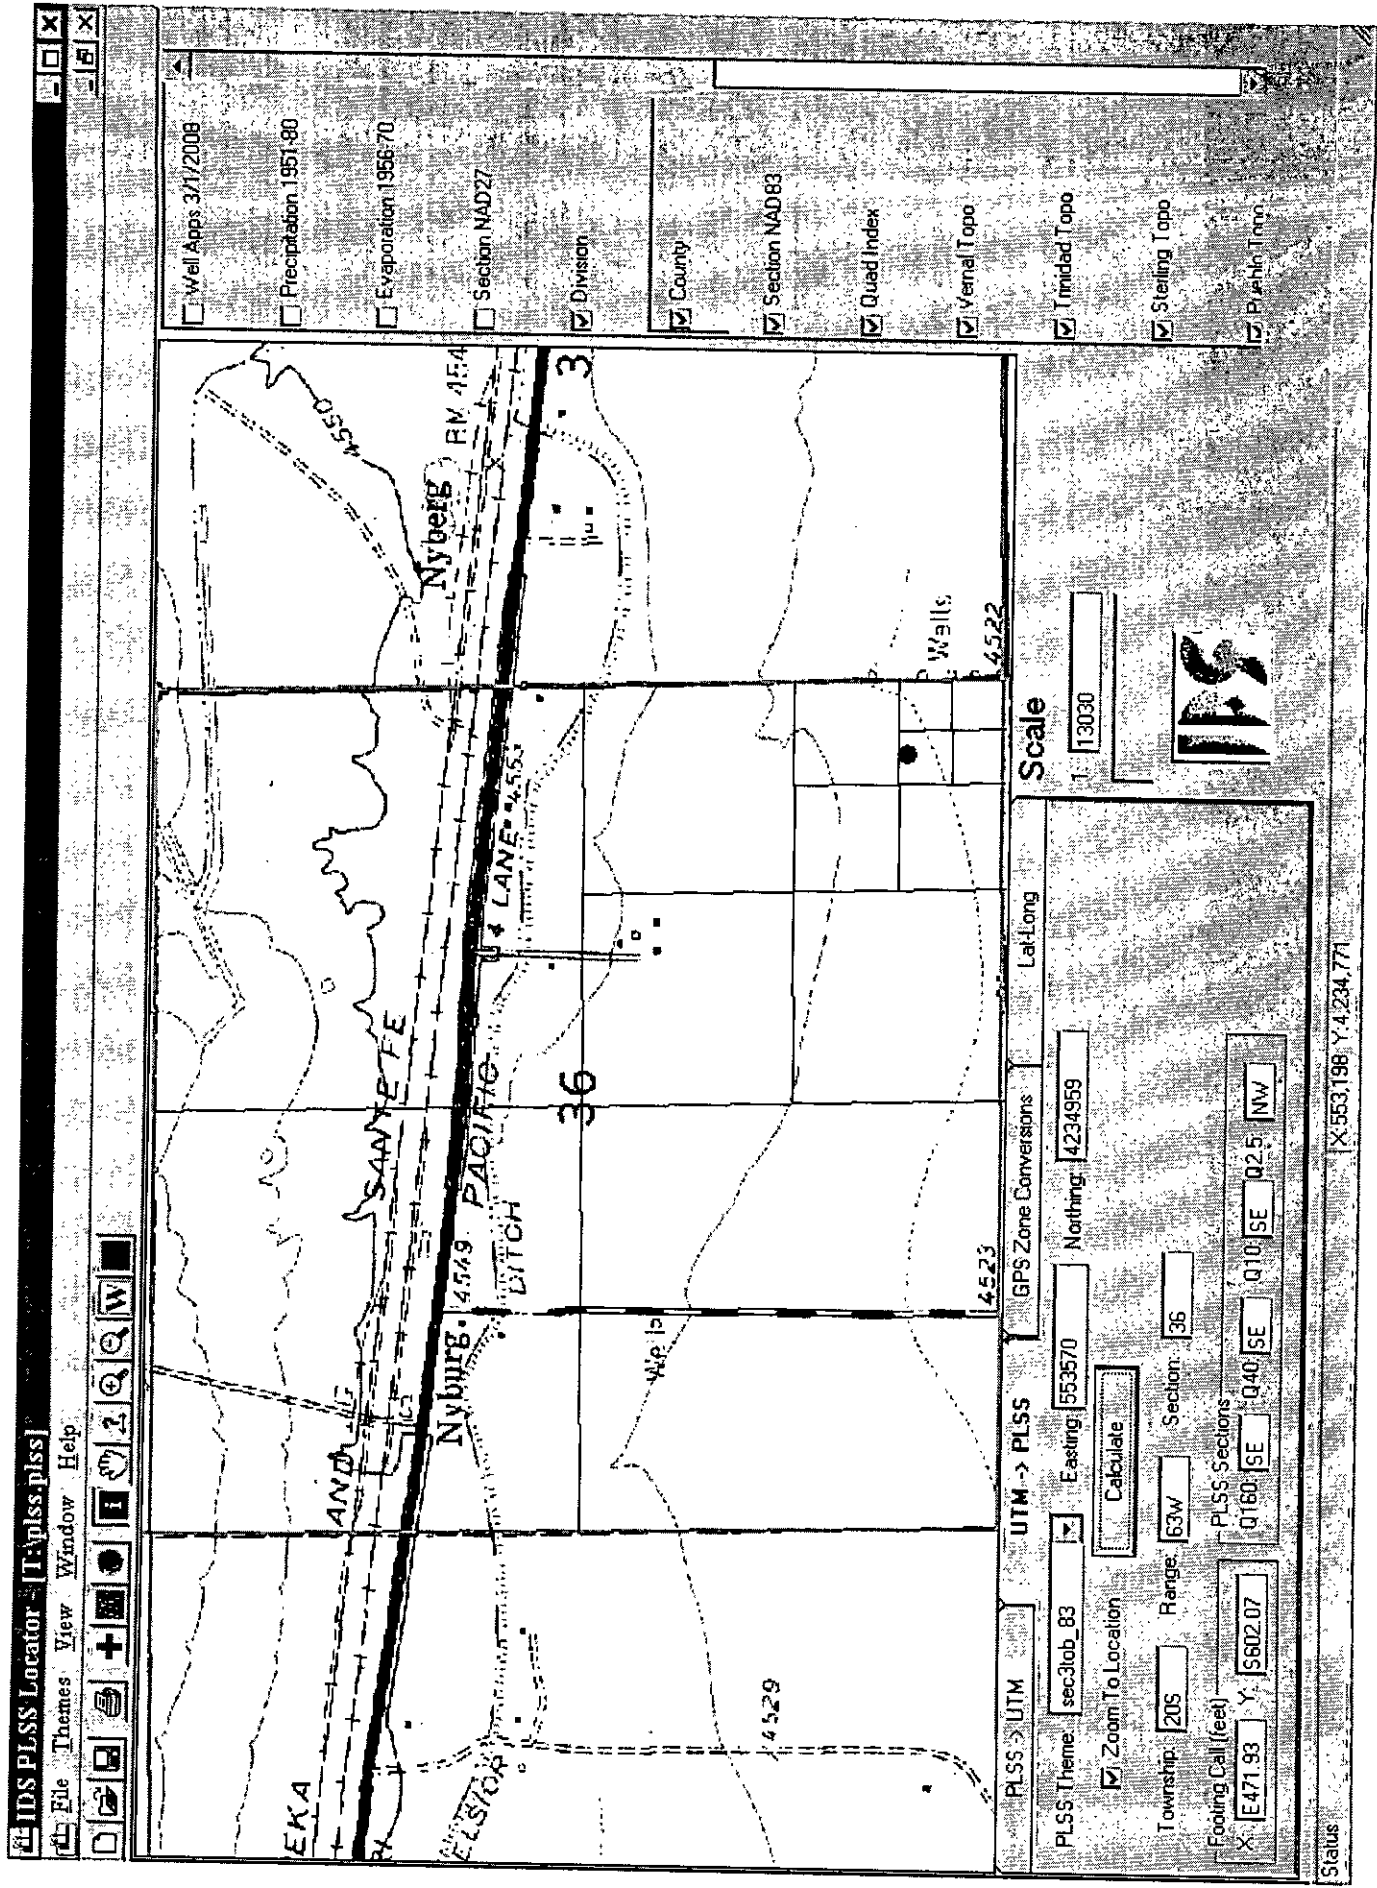 IDS PLSS Locator - [T:\plss.plss]
File Themes View Window Help
? W
EKA
AND
SANTE FE
4550
Nyberg
BM 454
ELSIOR
Nyburg
4549 PACIFIC
DITCH
4 LANE 4553
36
3
4529
4523
4522
Wells
Well Apps 3/1/2008
Precipitation 1951-80
Evaporation 1956-70
Section NAD27
Division
County
Section NAD83
Quad Index
Vernal Topo
Trinidad Topo
Sterling Topo
Pueblo Topo
PLSS -> UTM
UTM -> PLSS
GPS Zone Conversions
Lat-Long
PLSS Theme: sec3tob_83 Easting: 553570 Northing: 4234959
Zoom To Location Calculate
Township: 20S Range: 63W Section: 36
Footing Call (feet)
X: E471.93 Y: S602.07
PLSS Sections
Q160: SE Q40: SE Q10: SE Q2.5: NW
Scale
1: 13030
Status X:553,198 Y:4,234,771